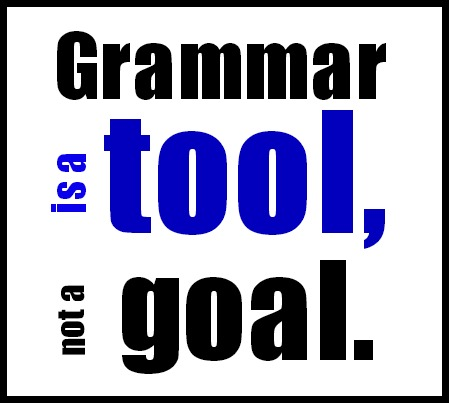 Grammar
is a
tool,
not a
goal.